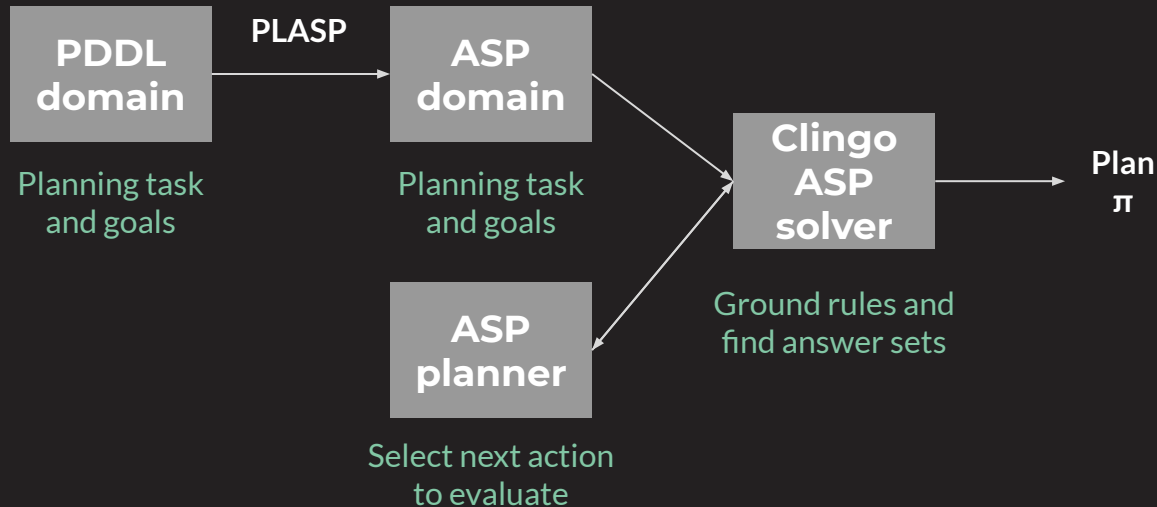 PDDL
domain
PLASP
ASP
domain
Planning task
and goals
Planning task
and goals
Clingo
ASP
solver
Plan
π
Ground rules and
find answer sets
ASP
planner
Select next action
to evaluate